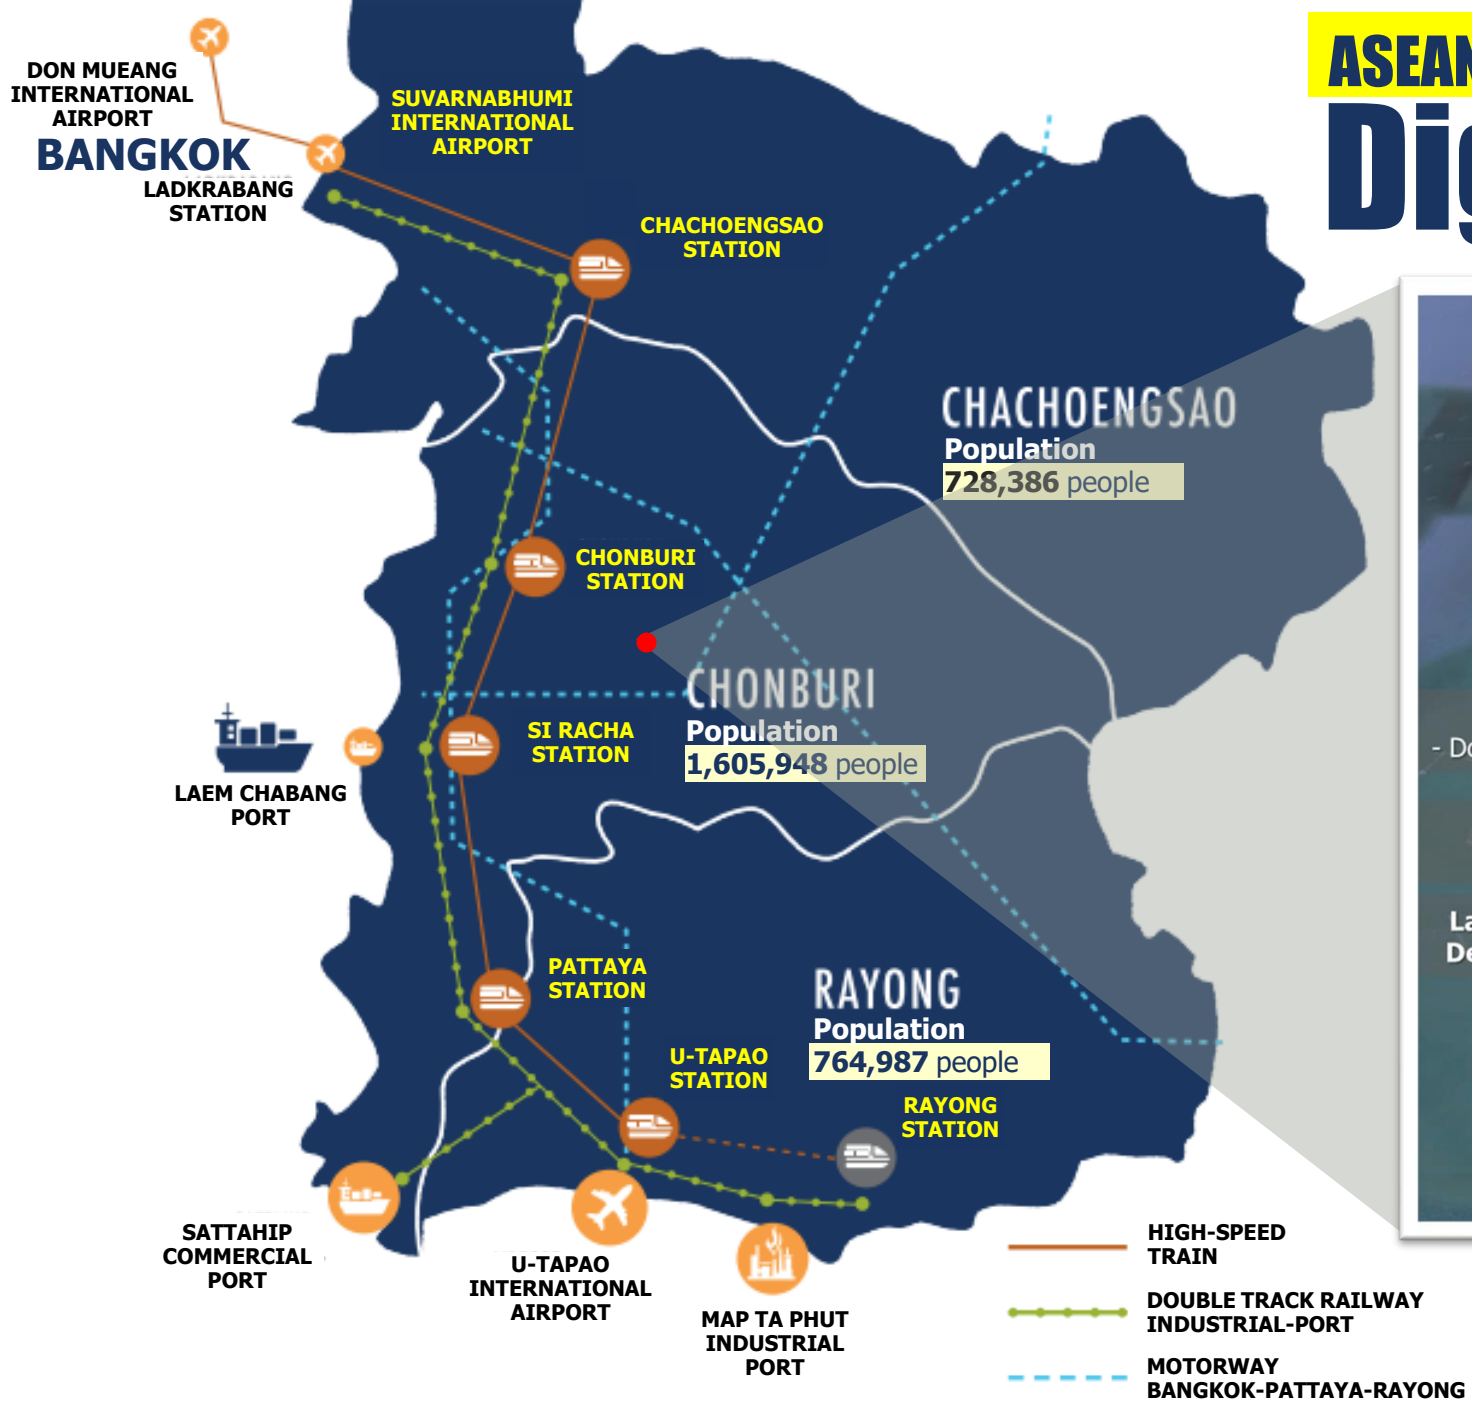 ASEAN
DON MUEANG
INTERNATIONAL
AIRPORT
BANGKOK
SUVARNABHUMI
INTERNATIONAL
AIRPORT
LADKRABANG
STATION
CHACHOENGSAO
STATION
CHACHOENGSAO
Population
728,386 people
CHONBURI
STATION
CHONBURI
Population
1,605,948 people
SI RACHA
STATION
LAEM CHABANG
PORT
PATTAYA
STATION
RAYONG
Population
764,987 people
U-TAPAO
STATION
RAYONG
STATION
SATTAHIP
COMMERCIAL
PORT
U-TAPAO
INTERNATIONAL
AIRPORT
MAP TA PHUT
INDUSTRIAL
PORT
HIGH-SPEED
TRAIN
DOUBLE TRACK RAILWAY
INDUSTRIAL-PORT
MOTORWAY
BANGKOK-PATTAYA-RAYONG